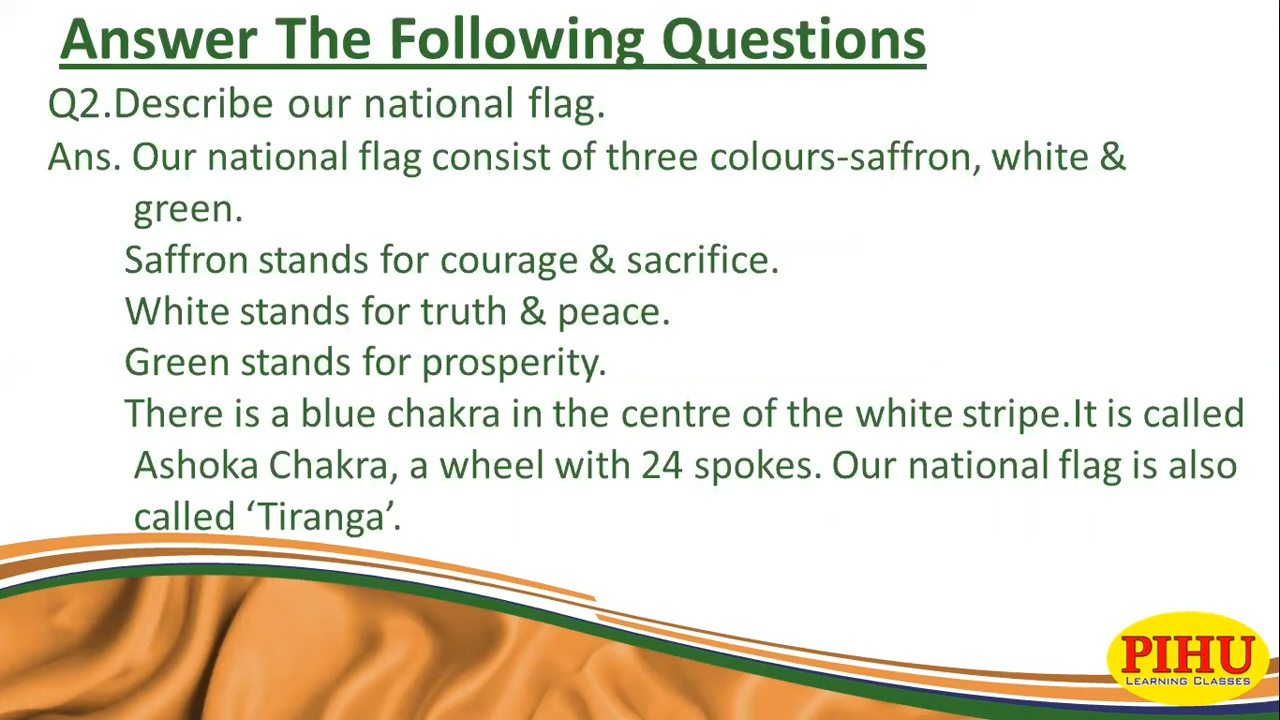 Answer The Following Questions
Q2.Describe our national flag.
Ans. Our national flag consist of three colours-saffron, white &
green.
Saffron stands for courage & sacrifice.
White stands for truth & peace.
Green stands for prosperity.
There is a blue chakra in the centre of the white stripe.It is called
Ashoka Chakra, a wheel with 24 spokes. Our national flag is also
called ‘Tiranga’.
PIHU
LEARNING CLASSES